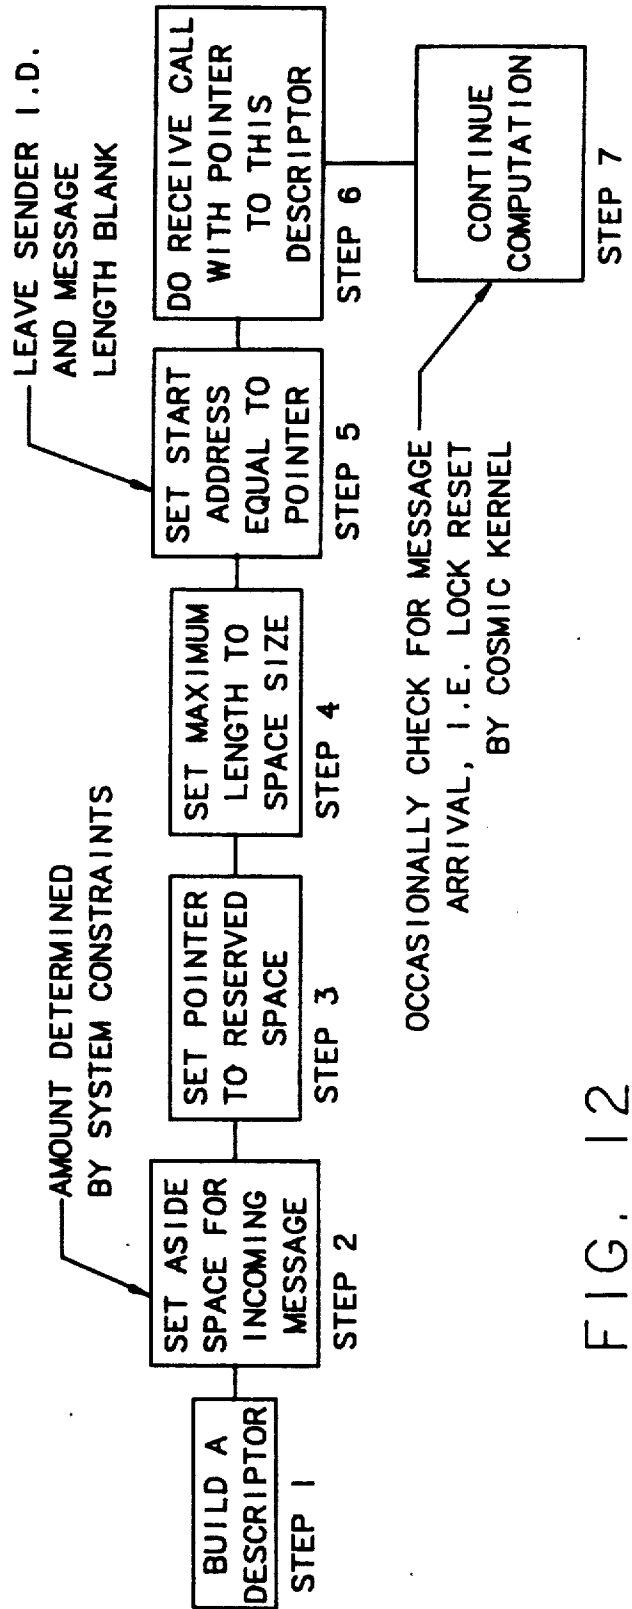 BUILD A
DESCRIPTOR
STEP 1
AMOUNT DETERMINED
BY SYSTEM CONSTRAINTS
SET ASIDE
SPACE FOR
INCOMING
MESSAGE
STEP 2
SET POINTER
TO RESERVED
SPACE
STEP 3
SET MAXIMUM
LENGTH TO
SPACE SIZE
STEP 4
LEAVE SENDER I.D.
AND MESSAGE
LENGTH BLANK
SET START
ADDRESS
EQUAL TO
POINTER
STEP 5
DO RECEIVE CALL
WITH POINTER
TO THIS
DESCRIPTOR
STEP 6
OCCASIONALLY CHECK FOR MESSAGE
ARRIVAL, I.E. LOCK RESET
BY COSMIC KERNEL
CONTINUE
COMPUTATION
STEP 7
FIG. 12